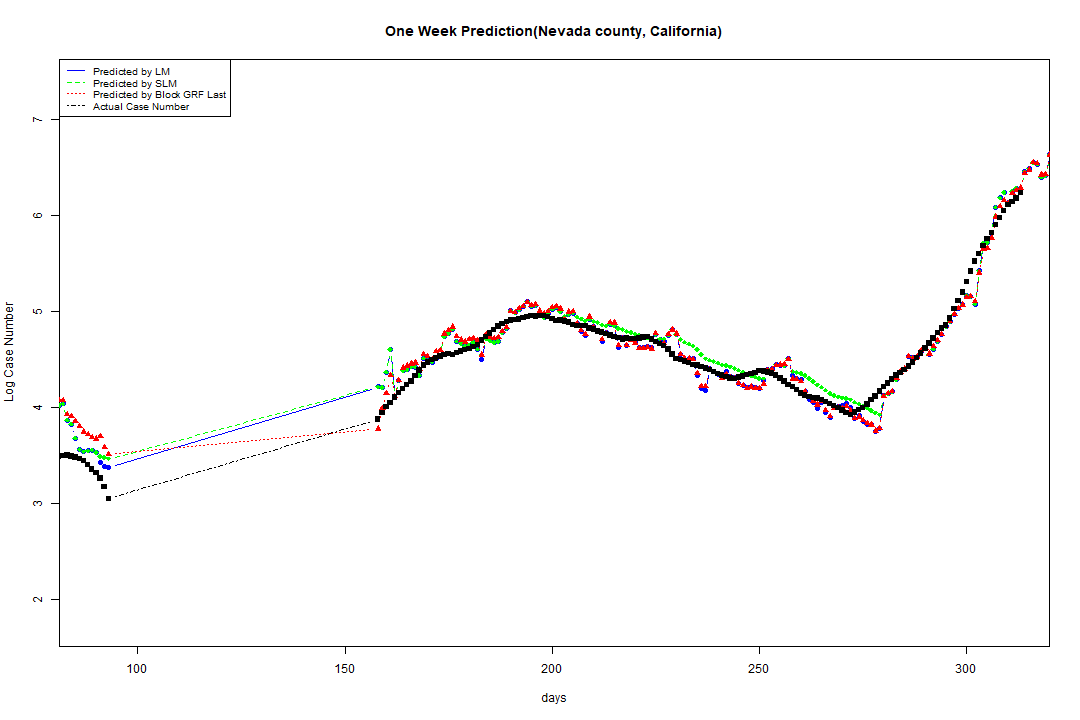 One Week Prediction(Nevada county, California)
Predicted by LM
Predicted by SLM
Predicted by Block GRF Last
Actual Case Number
7
6
5
4
3
2
Log Case Number
100 150 200 250 300
days